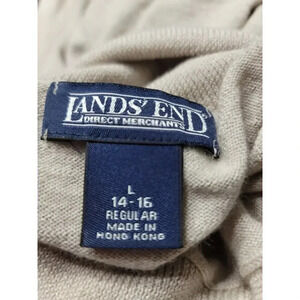 LANDS' END
DIRECT MERCHANTS
L
14-16
REGULAR
MADE IN
HONG KONG